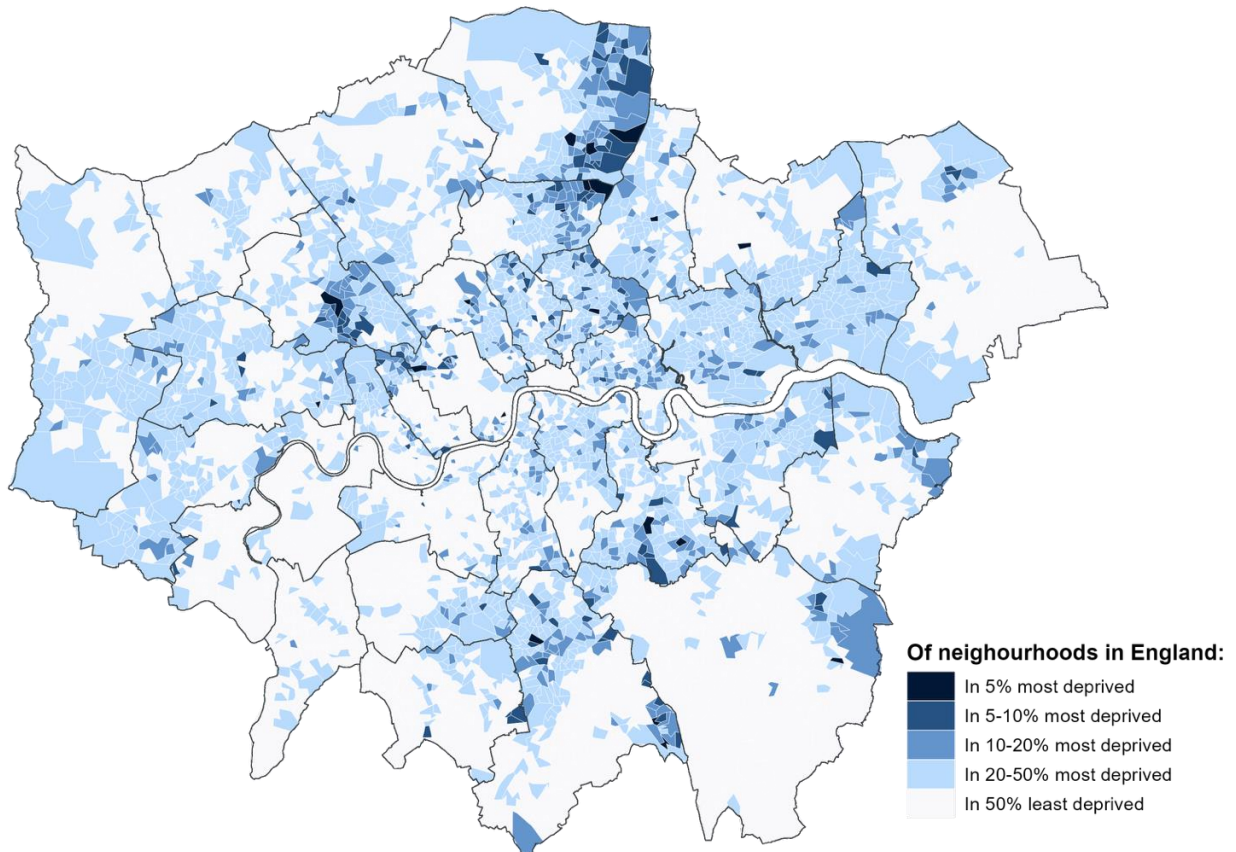 Of neighourhoods in England:
In 5% most deprived
In 5-10% most deprived
In 10-20% most deprived
In 20-50% most deprived
In 50% least deprived